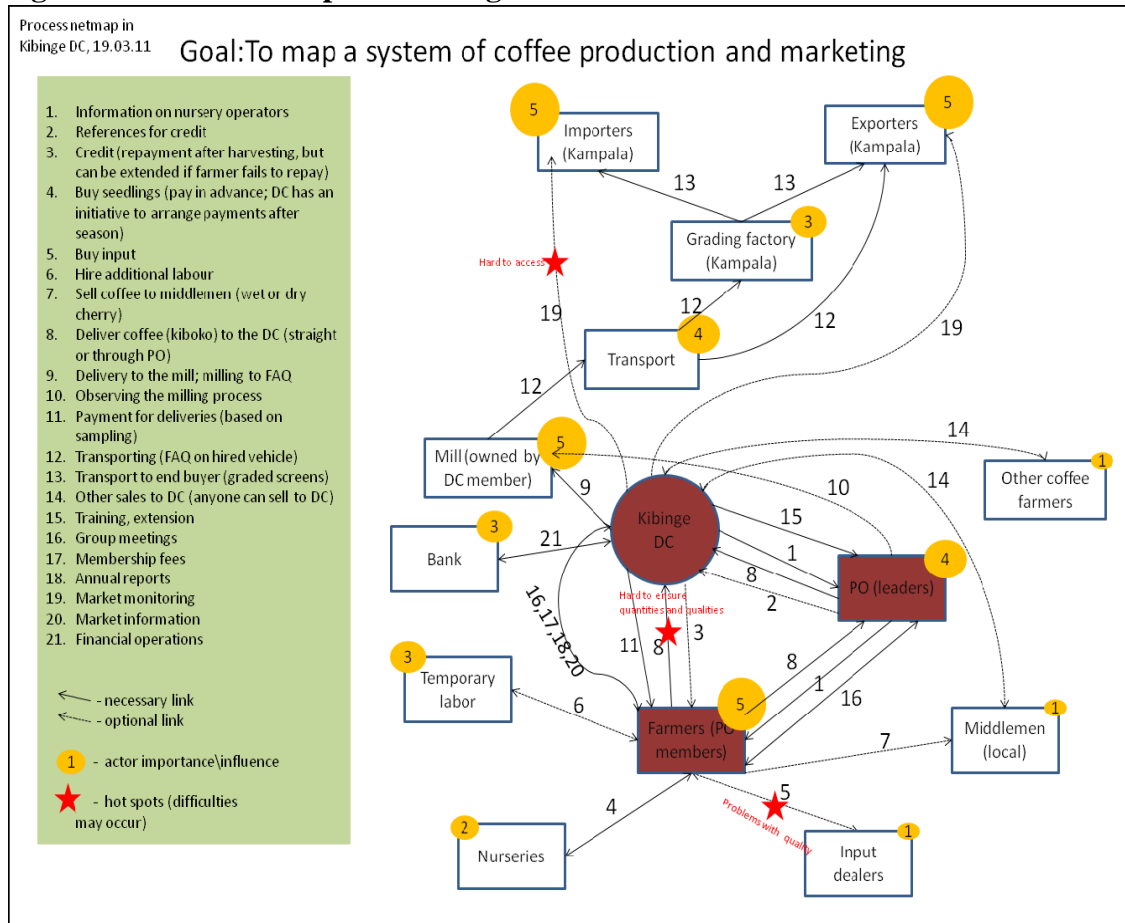 Process netmap in
Kibinge DC, 19.03.11
Goal:To map a system of coffee production and marketing
1. Information on nursery operators
2. References for credit
3. Credit (repayment after harvesting, but
can be extended if farmer fails to repay)
4. Buy seedlings (pay in advance; DC has an
initiative to arrange payments after
season)
5. Buy input
6. Hire additional labour
7. Sell coffee to middlemen (wet or dry
cherry)
8. Deliver coffee (kiboko) to the DC (straight
or through PO)
9. Delivery to the mill; milling to FAQ
10. Observing the milling process
11. Payment for deliveries (based on
sampling)
12. Transporting (FAQ on hired vehicle)
13. Transport to end buyer (graded screens)
14. Other sales to DC (anyone can sell to DC)
15. Training, extension
16. Group meetings
17. Membership fees
18. Annual reports
19. Market monitoring
20. Market information
21. Financial operations
- necessary link
- optional link
1 - actor importance\influence
- hot spots (difficulties
may occur)
5
Importers
(Kampala)
5
Exporters
(Kampala)
13
13
3
Grading factory
(Kampala)
Hard to access
19
12
12
19
4
Transport
12
5
Mill (owned by
DC member)
14
1
Other coffee
farmers
9
10
14
Kibinge
DC
15
3
Bank
21
1
4
PO (leaders)
8
2
Hard to ensure
quantities and qualities
16,17,18,20
11
8
3
8
1
16
3
Temporary
labor
6
5
Farmers (PO
members)
7
1
Middlemen
(local)
4
5
Problems with quality
2
Nurseries
1
Input
dealers